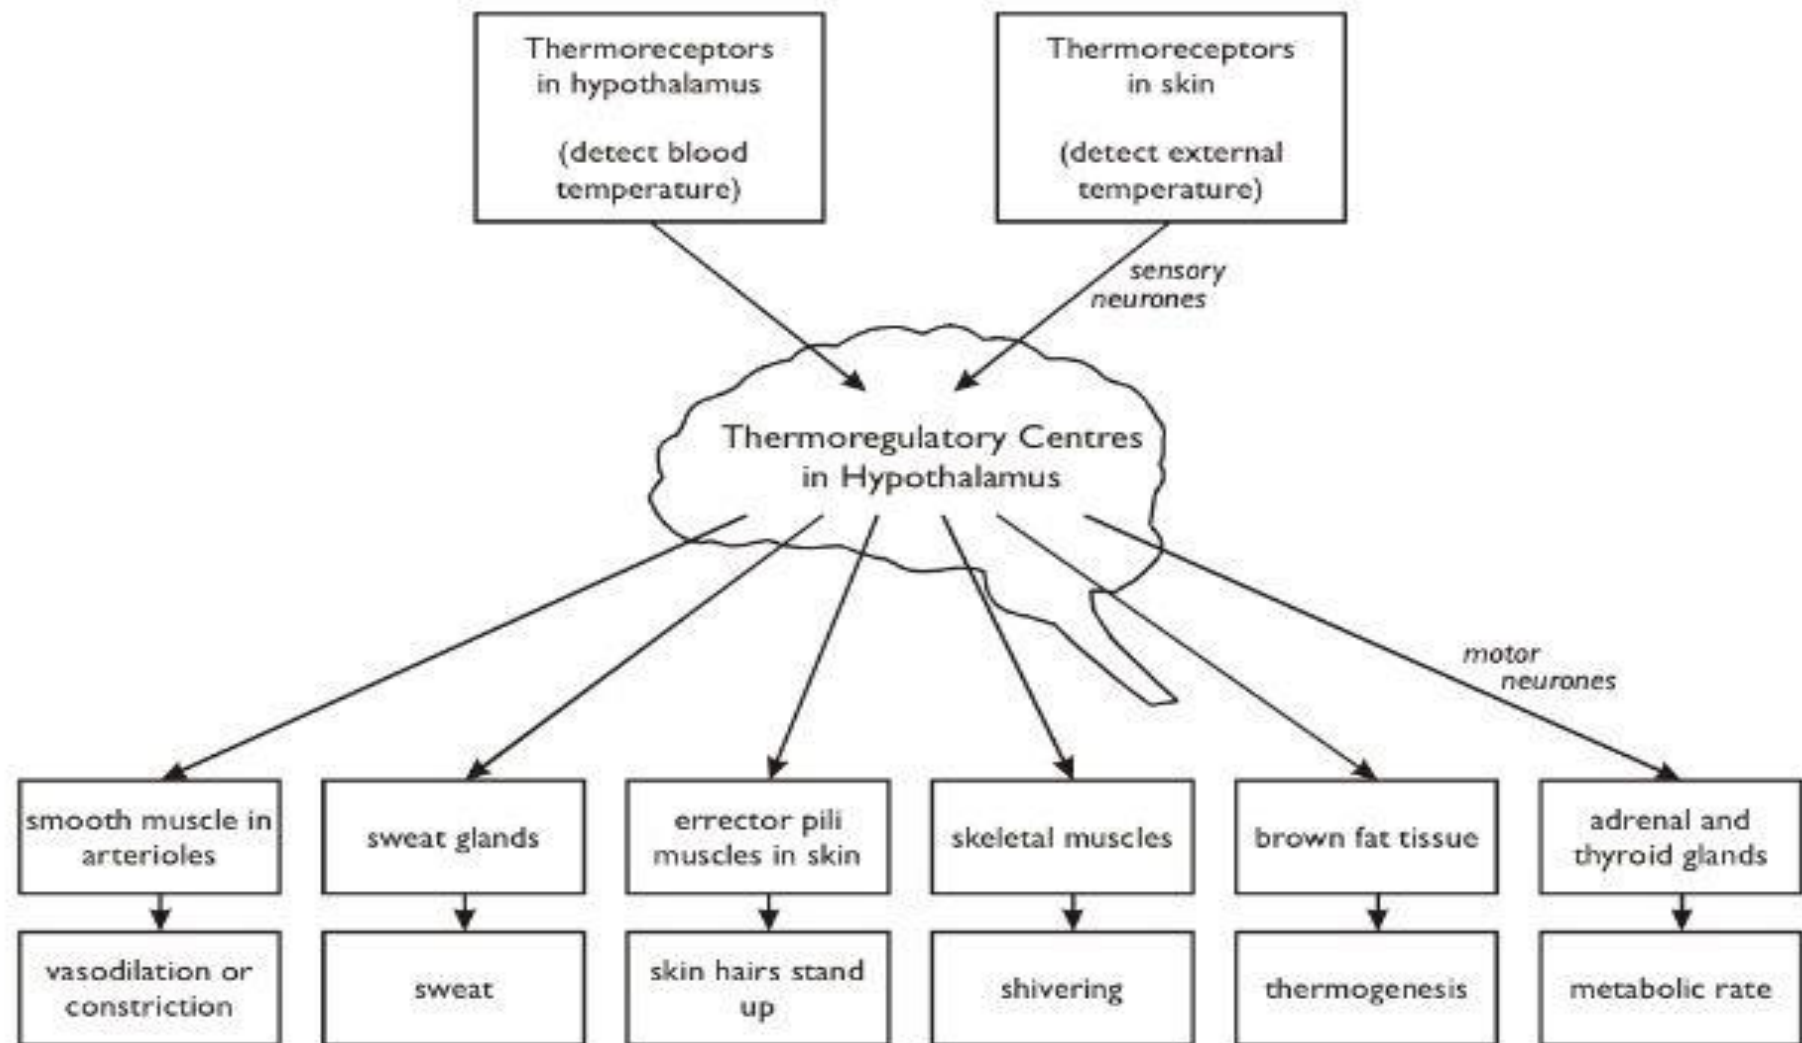 Thermoreceptors
in hypothalamus
(detect blood
temperature)
Thermoreceptors
in skin
(detect external
temperature)
sensory
neurones
Thermoregulatory Centres
in Hypothalamus
motor
neurones
smooth muscle in
arterioles
sweat glands
errector pili
muscles in skin
skeletal muscles
brown fat tissue
adrenal and
thyroid glands
vasodilation or
constriction
sweat
skin hairs stand
up
shivering
thermogenesis
metabolic rate